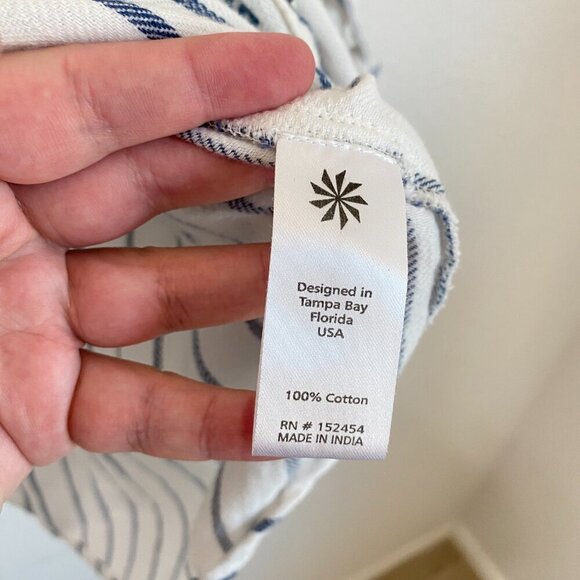 Designed in
Tampa Bay
Florida
USA
100% Cotton
RN # 152454
MADE IN INDIA